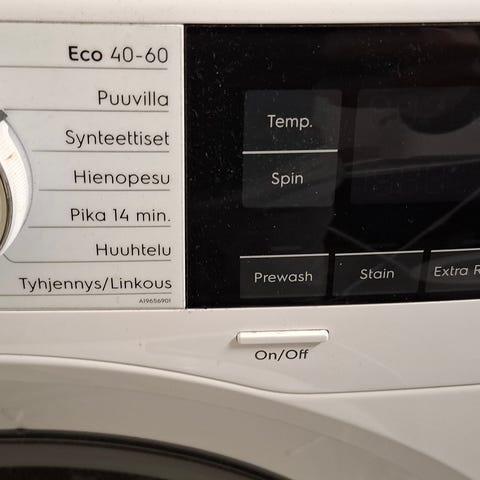 Eco 40-60
Puuvilla
Synteettiset
Hienopesu
Pika 14 min.
Huuhtelu
Tyhjennys/Linkous
A19656901
Temp.
Spin
Prewash
Stain
Extra R
On/Off